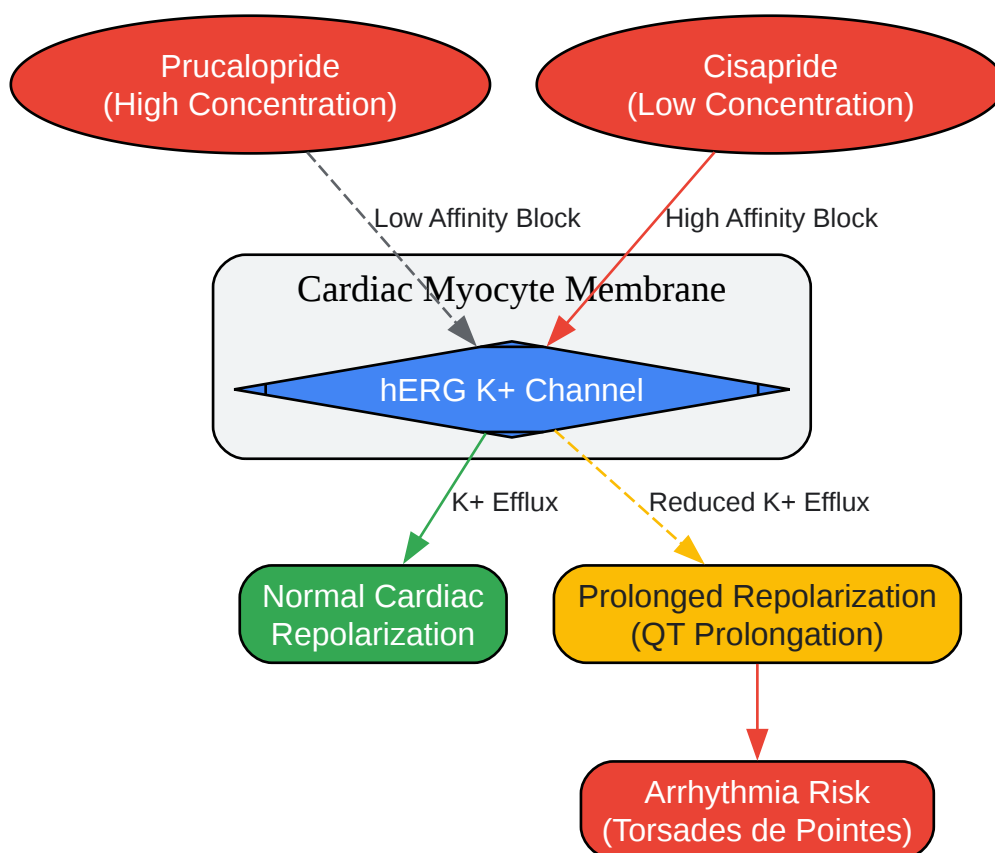 Prucalopride
(High Concentration)
Cisapride
(Low Concentration)
Low Affinity Block
High Affinity Block
Cardiac Myocyte Membrane
hERG K+ Channel
K+ Efflux
Reduced K+ Efflux
Normal Cardiac
Repolarization
Prolonged Repolarization
(QT Prolongation)
Arrhythmia Risk
(Torsades de Pointes)